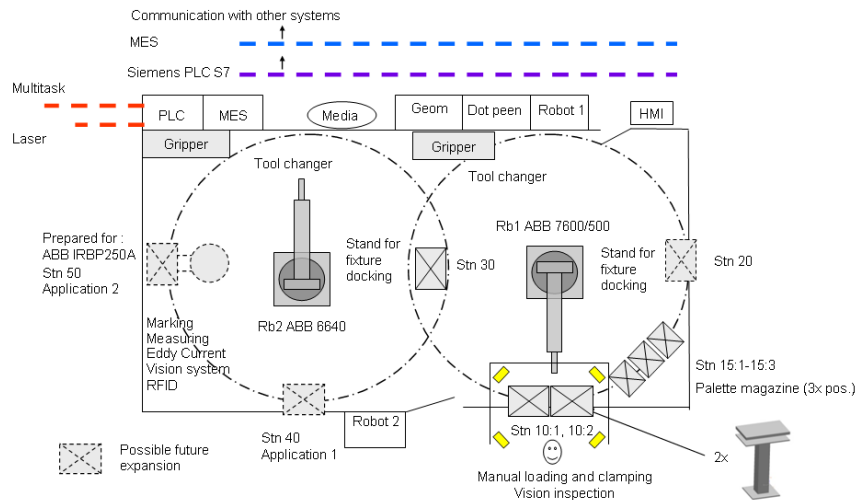 Communication with other systems
MES
Siemens PLC S7
Multitask
Laser
PLC
MES
Media
Geom
Dot peen
Robot 1
HMI
Gripper
Gripper
Tool changer
Tool changer
Prepared for :
ABB IRBP250A
Stn 50
Application 2
Stand for
fixture
docking
Stn 30
Rb1 ABB 7600/500
Stand for
fixture
docking
Stn 20
Rb2 ABB 6640
Marking
Measuring
Eddy Current
Vision system
RFID
Stn 15:1-15:3
Palette magazine (3x pos.)
Stn 40
Application 1
Robot 2
Stn 10:1, 10:2
Manual loading and clamping
Vision inspection
2x
Possible future
expansion